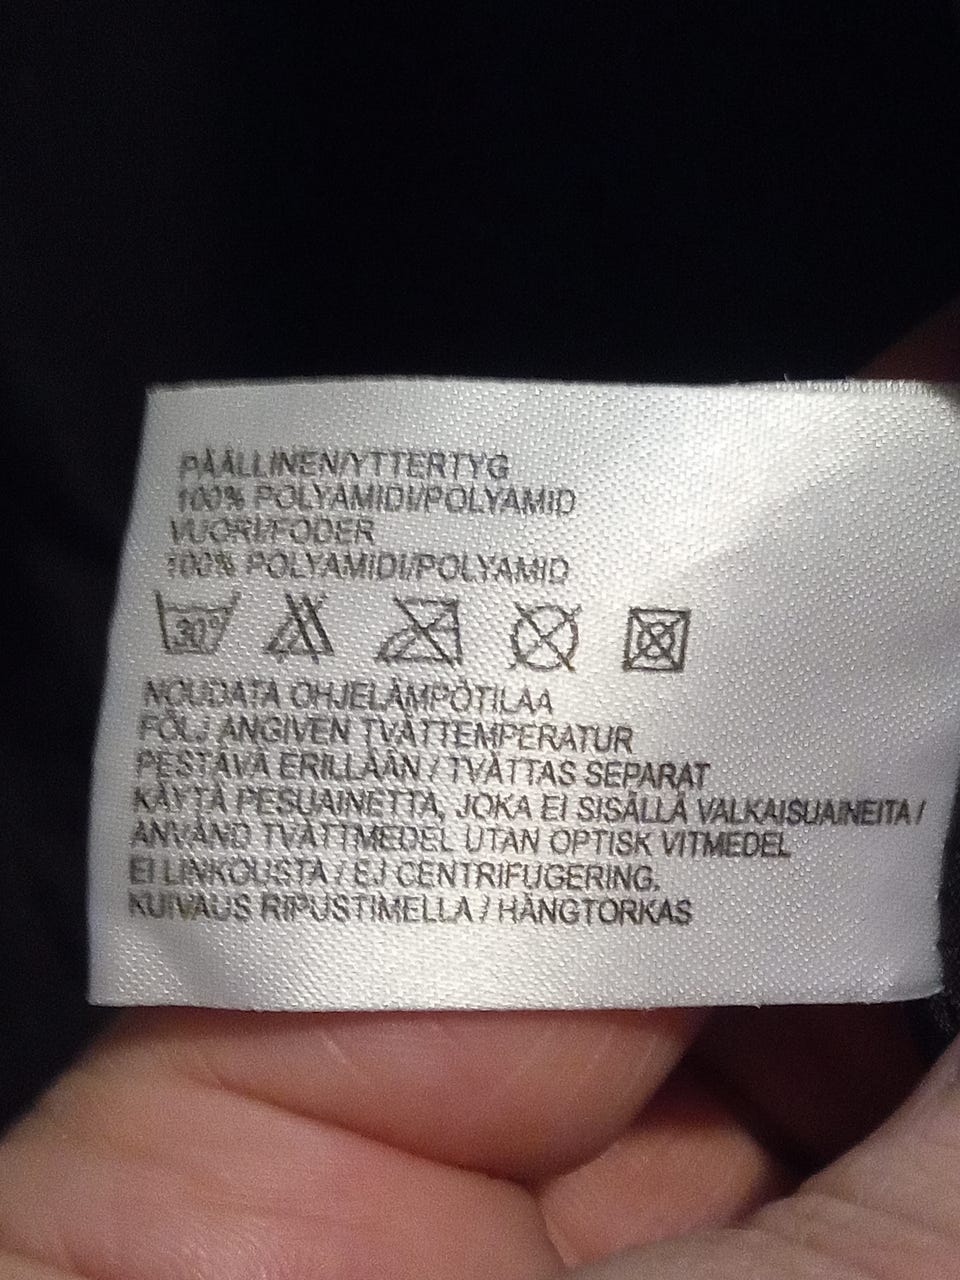 PÄÄLLINEN/YTTERTYG
100% POLYAMIDI/POLYAMID
VUORI/FODER
100% POLYAMIDI/POLYAMID
30°
NOUDATA OHJELÄMPÖTILAA
FÖLJ ANGIVEN TVÄTTEMPERATUR
PESTÄVÄ ERILLÄÄN / TVÄTTAS SEPARAT
KÄYTÄ PESUAINETTA, JOKA EI SISÄLLÄ VALKAISUAINEITA /
ANVÄND TVÄTTMEDEL UTAN OPTISK VITMEDEL
EI LINKOUSTA / EJ CENTRIFUGERING.
KUIVAUS RIPUSTIMELLA / HÄNGTORKAS